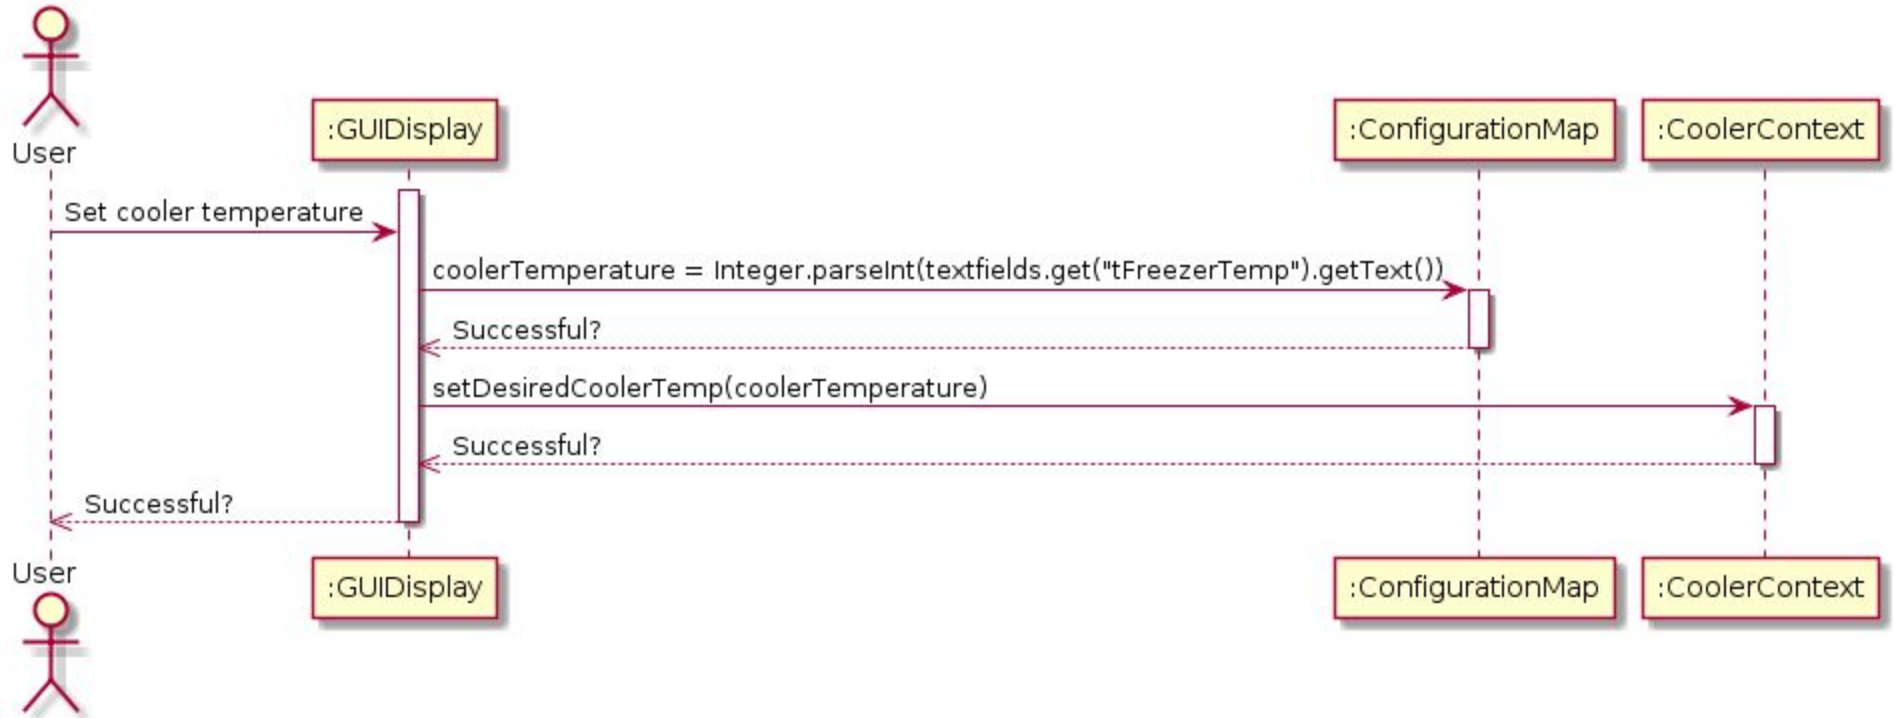 User
:GUIDisplay
:ConfigurationMap
:CoolerContext
Set cooler temperature
coolerTemperature = Integer.parseInt(textfields.get("tFreezerTemp").getText())
Successful?
setDesiredCoolerTemp(coolerTemperature)
Successful?
Successful?
User
:GUIDisplay
:ConfigurationMap
:CoolerContext